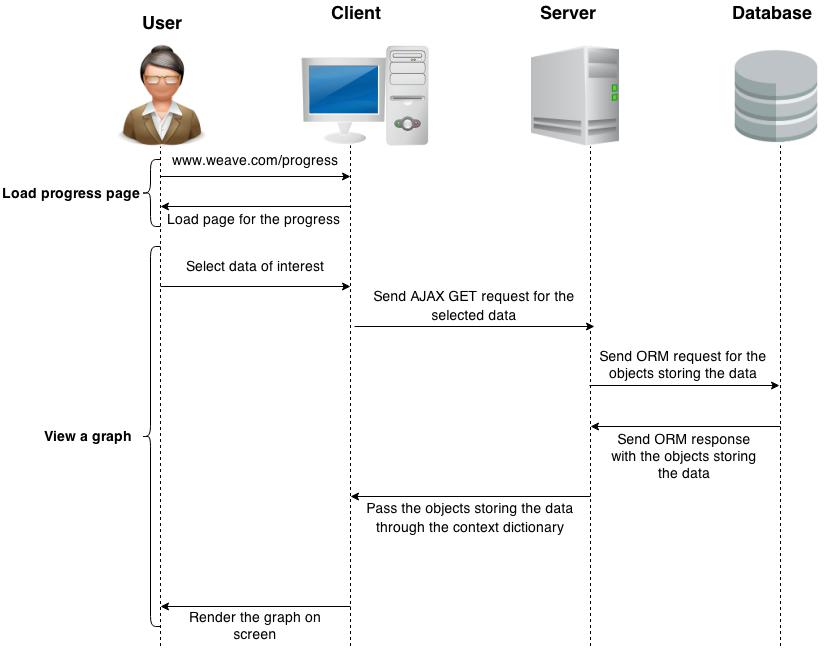 User
Client
Server
Database
www.weave.com/progress
Load progress page
Load page for the progress
Select data of interest
Send AJAX GET request for the
selected data
Send ORM request for the
objects storing the data
View a graph
Send ORM response
with the objects storing
the data
Pass the objects storing the data
through the context dictionary
Render the graph on
screen